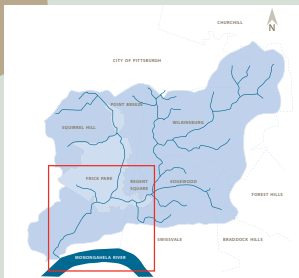 CHURCHILL
N
CITY OF PITTSBURGH
POINT BREEZE
WILKINSBURG
SQUIRREL HILL
FRICK PARK
REGENT
SQUARE
EDGEWOOD
FOREST HILLS
SWISSVALE
BRADDOCK HILLS
MONONGAHELA RIVER